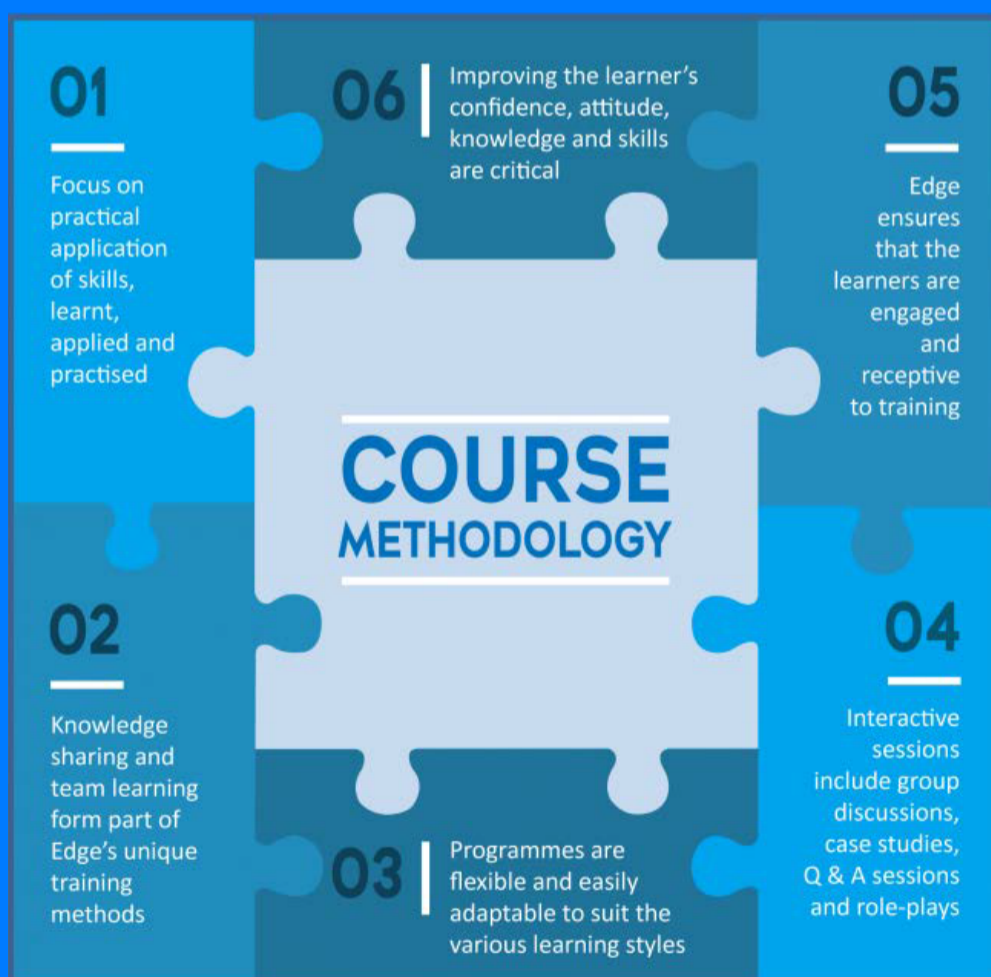 01
Focus on
practical
application
of skills,
learnt,
applied and
practised
02
Knowledge
sharing and
team learning
form part of
Edge's unique
training
methods
03
Programmes are
flexible and easily
adaptable to suit the
various learning styles
04
Interactive
sessions
include group
discussions,
case studies,
Q & A sessions
and role-plays
05
Edge
ensures
that the
learners are
engaged
and
receptive
to training
06
Improving the learner’s
confidence, attitude,
knowledge and skills
are critical
COURSE
METHODOLOGY